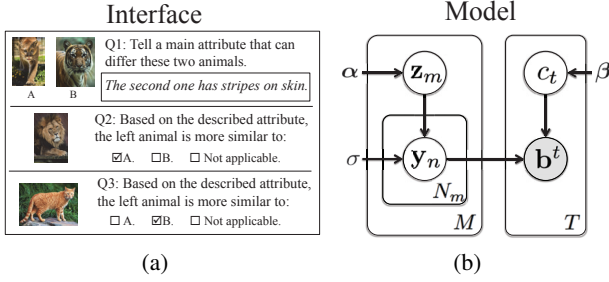 Interface
Q1: Tell a main attribute that can
differ these two animals.
The second one has stripes on skin.
A
B
Q2: Based on the described attribute,
the left animal is more similar to:
☑A. ☐B. ☐ Not applicable.
Q3: Based on the described attribute,
the left animal is more similar to:
☐ A. ☑B. ☐ Not applicable.
(a)
Model
α
z_m
c_t
β
σ
y_n
b^t
N_m
M
T
(b)